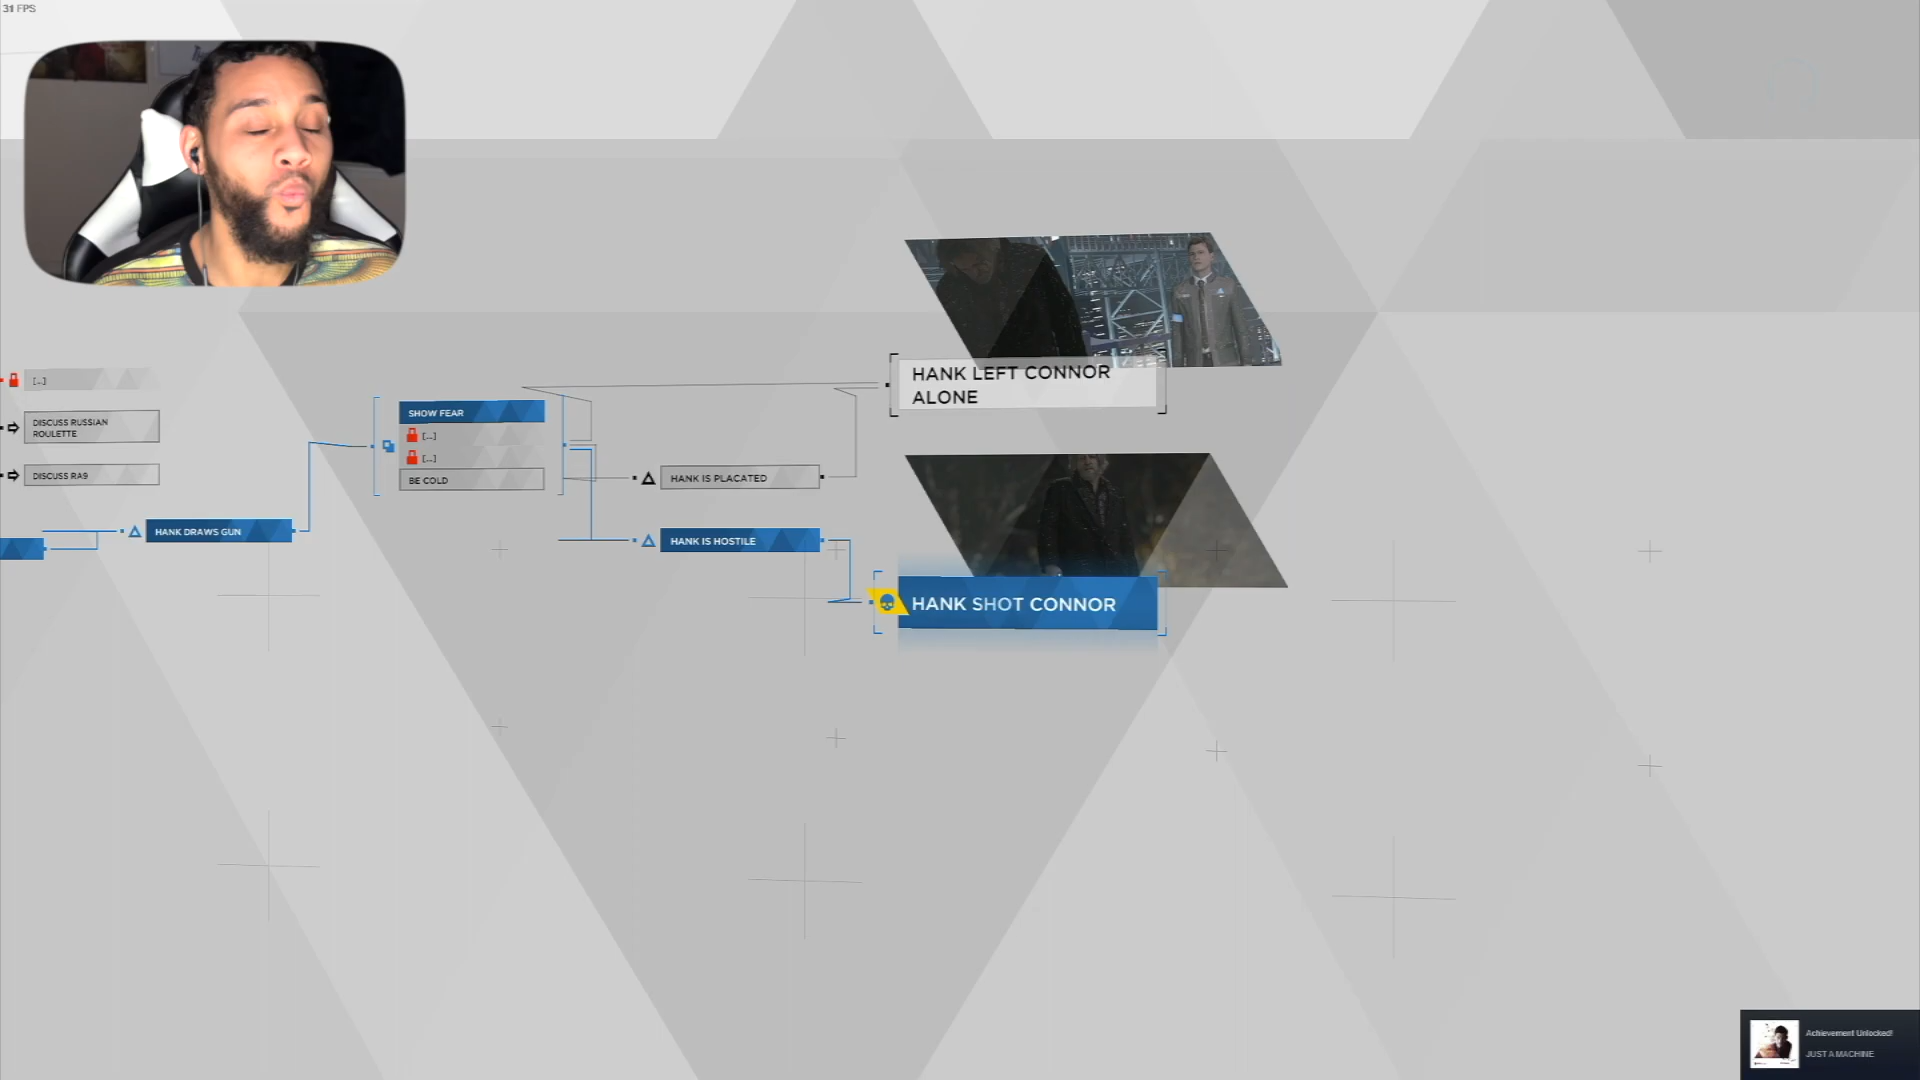 31 FPS
[...]
DISCUSS RUSSIAN
ROULETTE
DISCUSS RA9
HANK DRAWS GUN
SHOW FEAR
[...]
[...]
BE COLD
HANK IS PLACATED
HANK IS HOSTILE
HANK LEFT CONNOR
ALONE
HANK SHOT CONNOR
Achievement Unlocked!
JUST A MACHINE